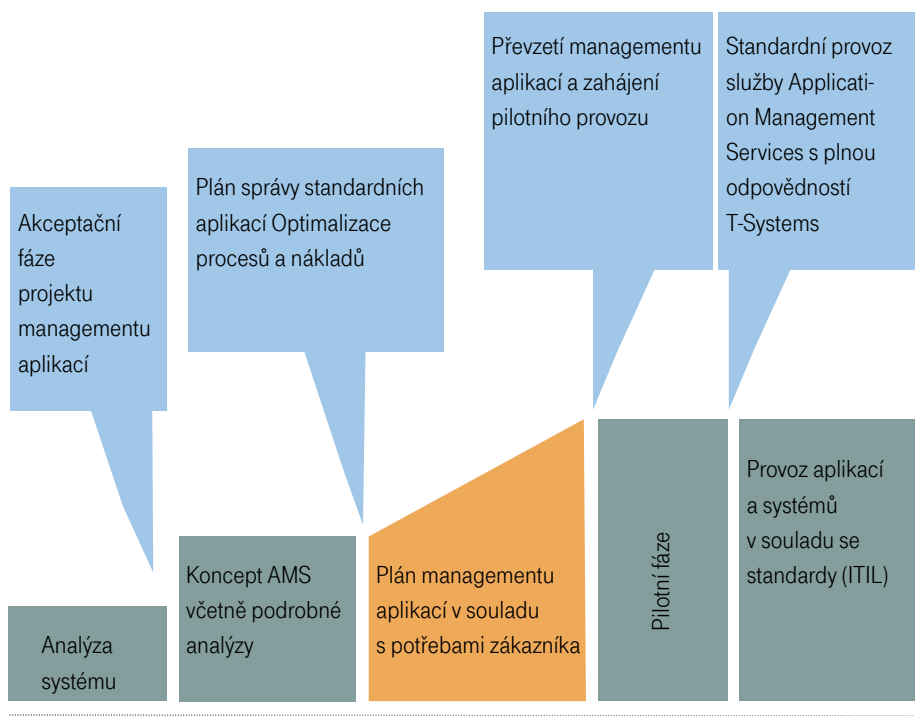 Akceptační
fáze
projektu
managementu
aplikací
Plán správy standardních
aplikací Optimalizace
procesů a nákladů
Převzetí managementu
aplikací a zahájení
pilotního provozu
Standardní provoz
služby Applicati-
on Management
Services s plnou
odpovědností
T-Systems
Analýza
systému
Koncept AMS
včetně podrobné
analýzy
Plán managementu
aplikací v souladu
s potřebami zákazníka
Pilotní fáze
Provoz aplikací
a systémů
v souladu se
standardy (ITIL)